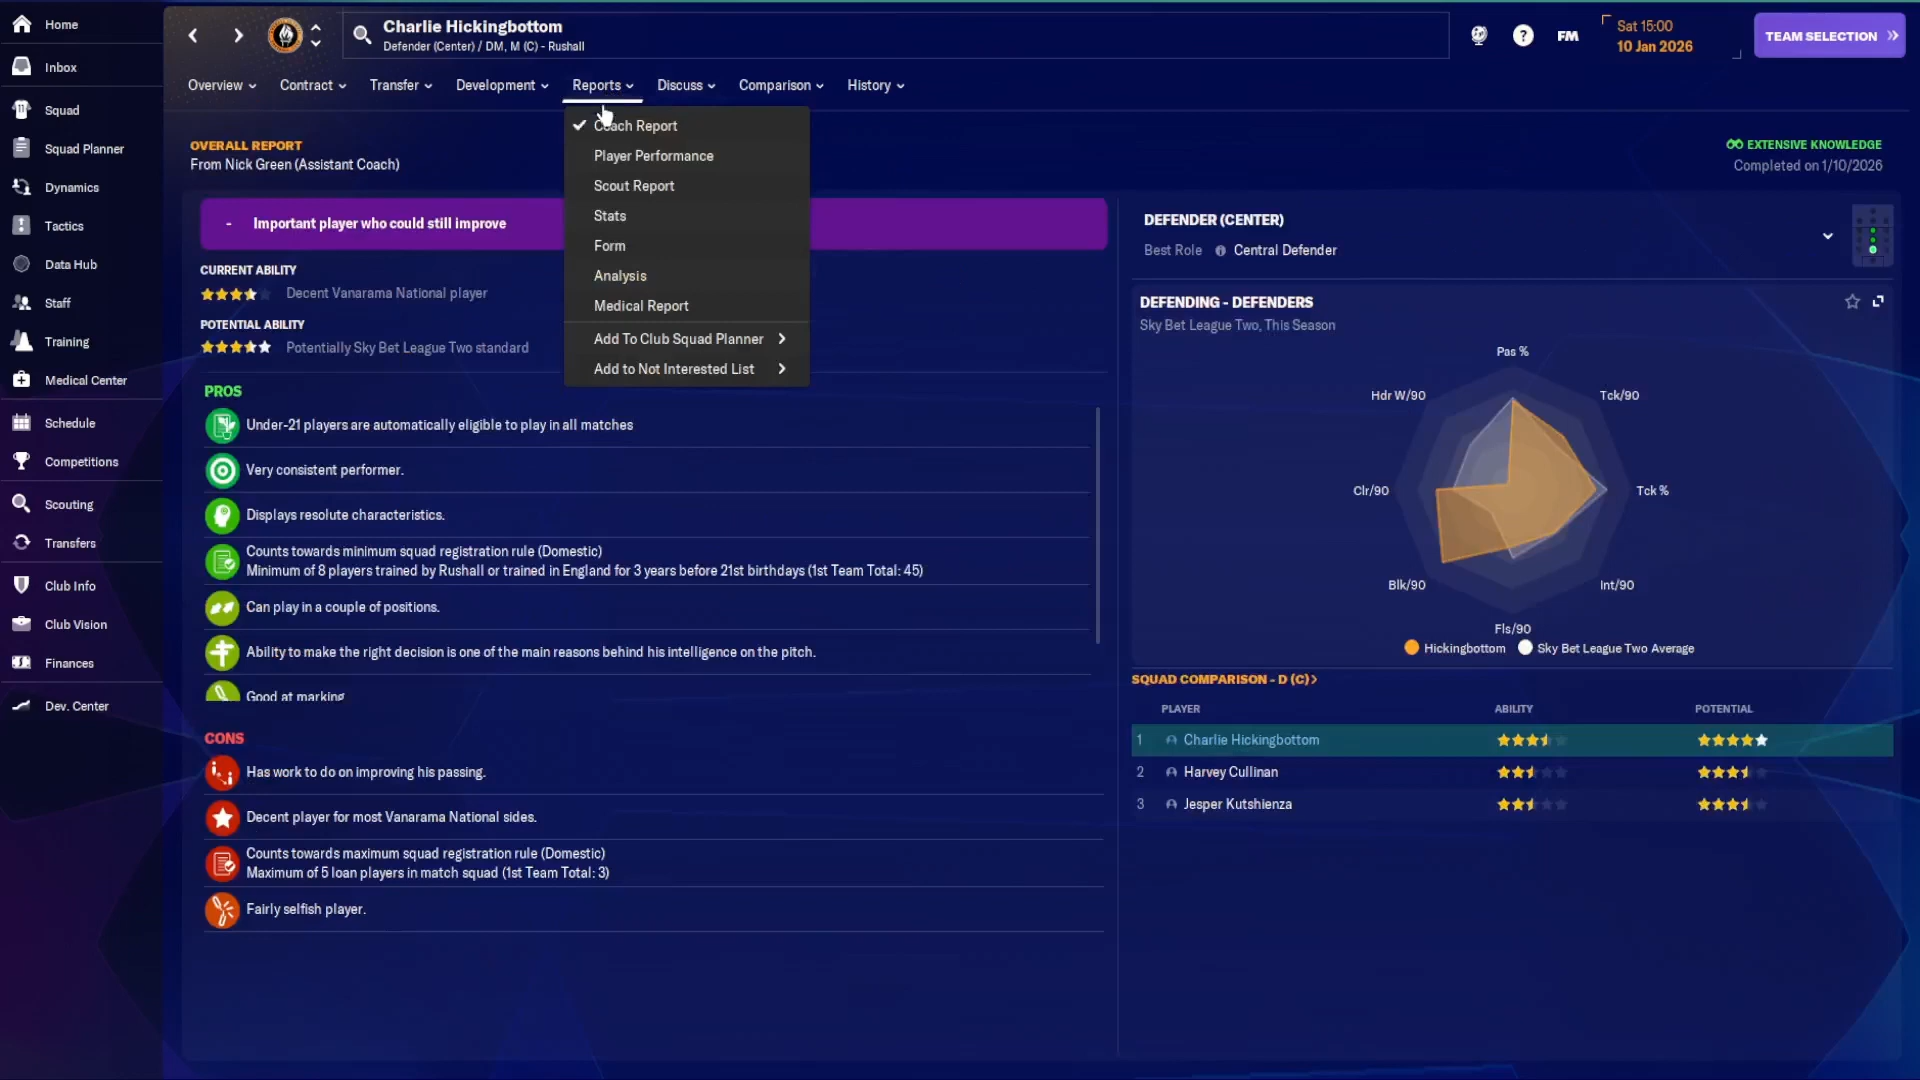 Home
Inbox
Squad
Squad Planner
Dynamics
Tactics
Data Hub
Staff
Training
Medical Center
Schedule
Competitions
Scouting
Transfers
Club Info
Club Vision
Finances
Dev. Center
Charlie Hickingbottom
Defender (Center) / DM, M (C) - Rushall
?
FM
Sat 15:00
10 Jan 2026
TEAM SELECTION
Overview
Contract
Transfer
Development
Reports
Discuss
Comparison
History
Coach Report
Player Performance
Scout Report
Stats
Form
Analysis
Medical Report
Add To Club Squad Planner
Add to Not Interested List
OVERALL REPORT
From Nick Green (Assistant Coach)
EXTENSIVE KNOWLEDGE
Completed on 1/10/2026
- Important player who could still improve
CURRENT ABILITY
Decent Vanarama National player
POTENTIAL ABILITY
Potentially Sky Bet League Two standard
PROS
Under-21 players are automatically eligible to play in all matches
Very consistent performer.
Displays resolute characteristics.
Counts towards minimum squad registration rule (Domestic)
Minimum of 8 players trained by Rushall or trained in England for 3 years before 21st birthdays (1st Team Total: 45)
Can play in a couple of positions.
Ability to make the right decision is one of the main reasons behind his intelligence on the pitch.
Good at marking
CONS
Has work to do on improving his passing.
Decent player for most Vanarama National sides.
Counts towards maximum squad registration rule (Domestic)
Maximum of 5 loan players in match squad (1st Team Total: 3)
Fairly selfish player.
DEFENDER (CENTER)
Best Role Central Defender
DEFENDING - DEFENDERS
Sky Bet League Two, This Season
Pas %
Hdr W/90
Tck/90
Clr/90
Tck %
Blk/90
Int/90
Fls/90
Hickingbottom
Sky Bet League Two Average
SQUAD COMPARISON - D (C)>
PLAYER ABILITY POTENTIAL
1 Charlie Hickingbottom
2 Harvey Cullinan
3 Jesper Kutshienza